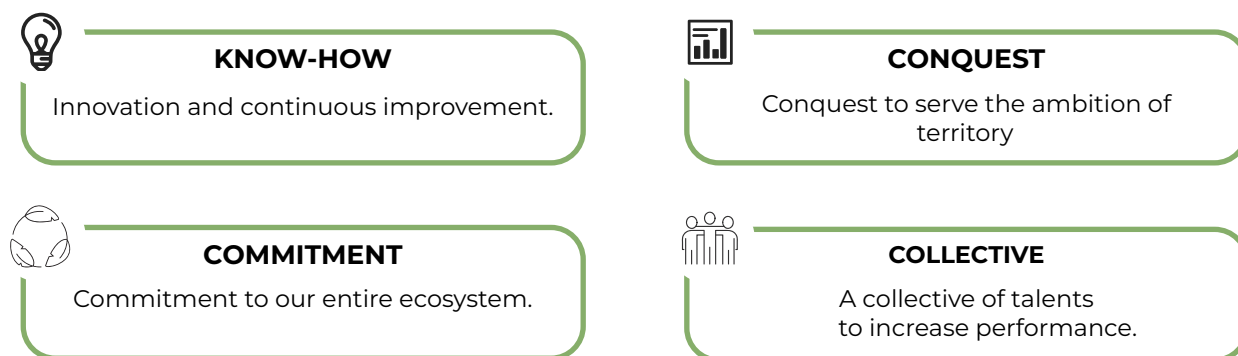 KNOW-HOW
Innovation and continuous improvement.
CONQUEST
Conquest to serve the ambition of
territory
COMMITMENT
Commitment to our entire ecosystem.
COLLECTIVE
A collective of talents
to increase performance.